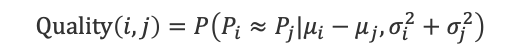 Quality(i, j) = P(P_i ≈ P_j|μ_i − μ_j, σ_i^2 + σ_j^2)